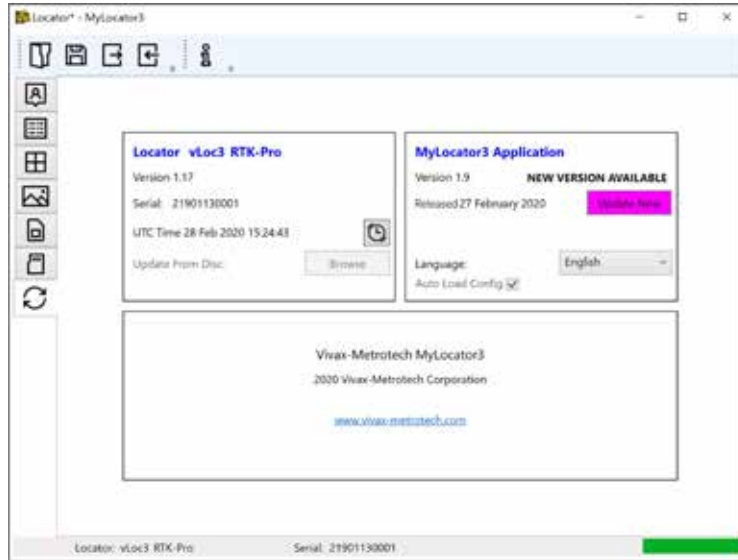 Locator* - MyLocator3
Locator vLoc3 RTK-Pro
Version 1.17
Serial: 21901130001
UTC Time 28 Feb 2020 15:24:43
Update From Disc:
Browse
MyLocator3 Application
Version 1.9 NEW VERSION AVAILABLE
Released 27 February 2020 Update Now
Language: English
Auto Load Config
Vivax-Metrotech MyLocator3
2020 Vivax-Metrotech Corporation
www.vivax-metrotech.com
Locator: vLoc3 RTK-Pro Serial: 21901130001